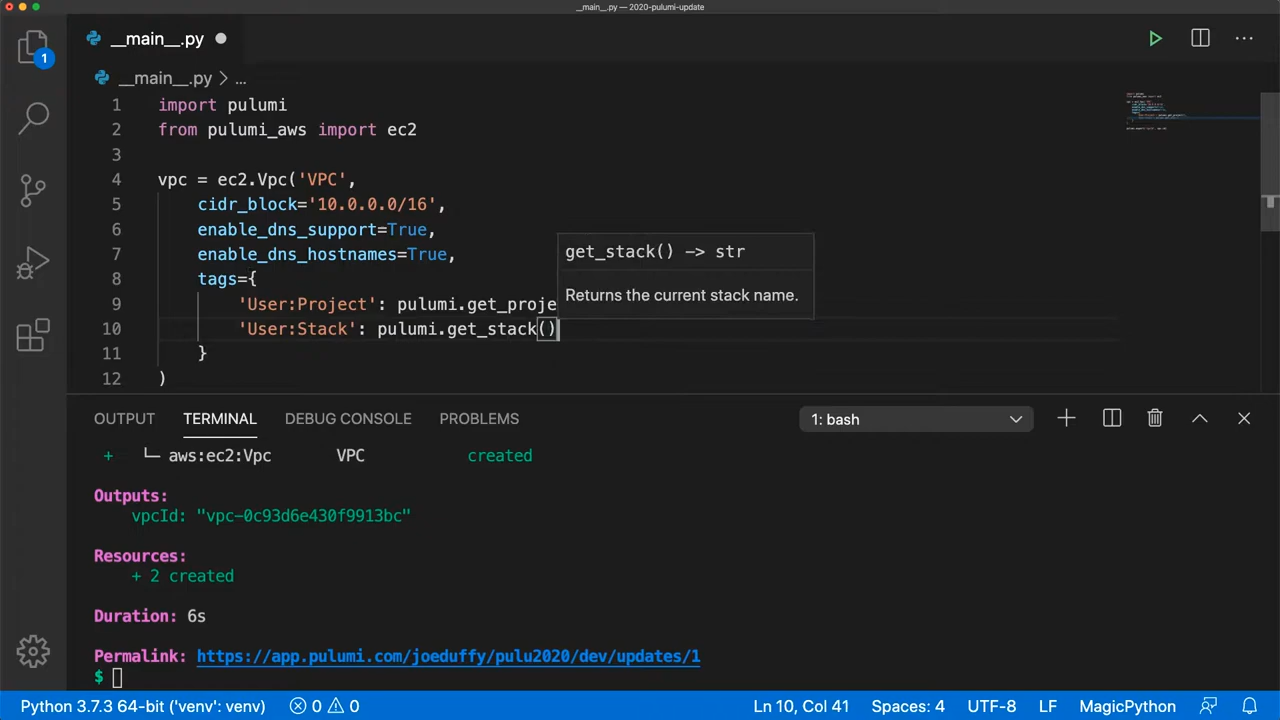 __main__.py — 2020-pulumi-update
__main__.py
1
__main__.py > ...
1 import pulumi
2 from pulumi_aws import ec2
3
4 vpc = ec2.Vpc('VPC',
5 cidr_block='10.0.0.0/16',
6 enable_dns_support=True,
7 enable_dns_hostnames=True,
8 tags={
9 'User:Project': pulumi.get_proje
10 'User:Stack': pulumi.get_stack()
11 }
12 )
get_stack() -> str
Returns the current stack name.
OUTPUT TERMINAL DEBUG CONSOLE PROBLEMS 1: bash
+ └─ aws:ec2:Vpc VPC created
Outputs:
vpcId: "vpc-0c93d6e430f9913bc"
Resources:
+ 2 created
Duration: 6s
Permalink: https://app.pulumi.com/joeduffy/pulu2020/dev/updates/1
$
Python 3.7.3 64-bit ('venv': venv) 0 0 Ln 10, Col 41 Spaces: 4 UTF-8 LF MagicPython